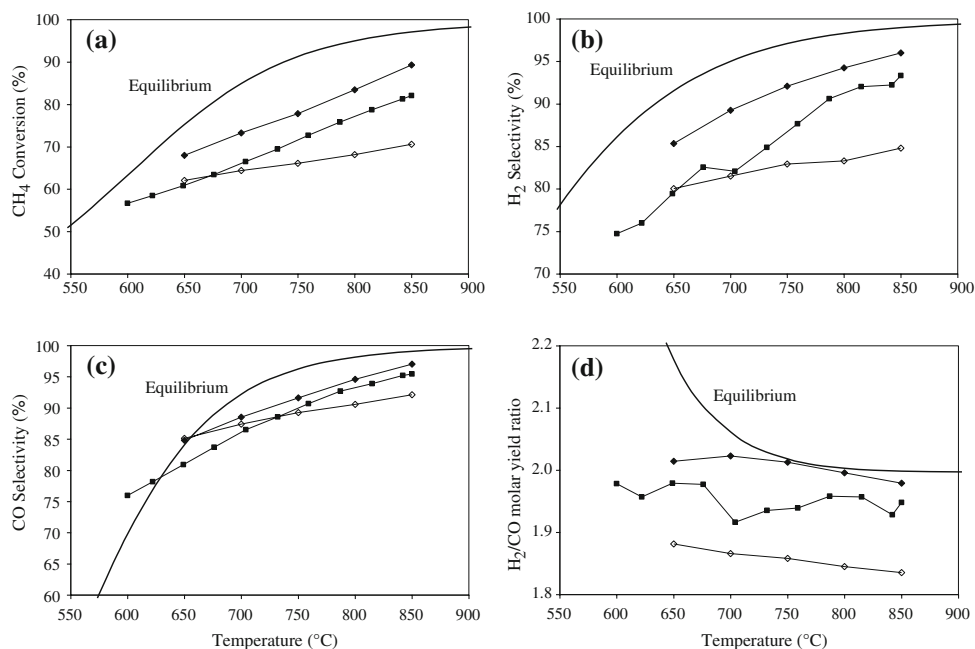 (a)
Equilibrium
CH4 Conversion (%)
100
90
80
70
60
50
40
550 600 650 700 750 800 850 900
(b)
Equilibrium
H2 Selectivity (%)
100
95
90
85
80
75
70
550 600 650 700 750 800 850 900
(c)
Equilibrium
CO Selectivity (%)
100
95
90
85
80
75
70
65
60
550 600 650 700 750 800 850 900
Temperature (°C)
(d)
Equilibrium
H2/CO molar yield ratio
2.2
2.1
2.0
1.9
1.8
550 600 650 700 750 800 850 900
Temperature (°C)